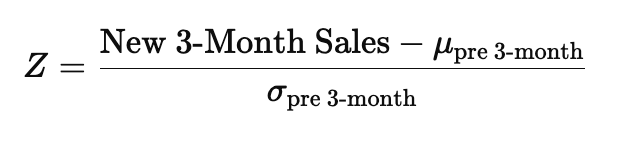 Z = New 3-Month Sales − μpre 3-month
σpre 3-month